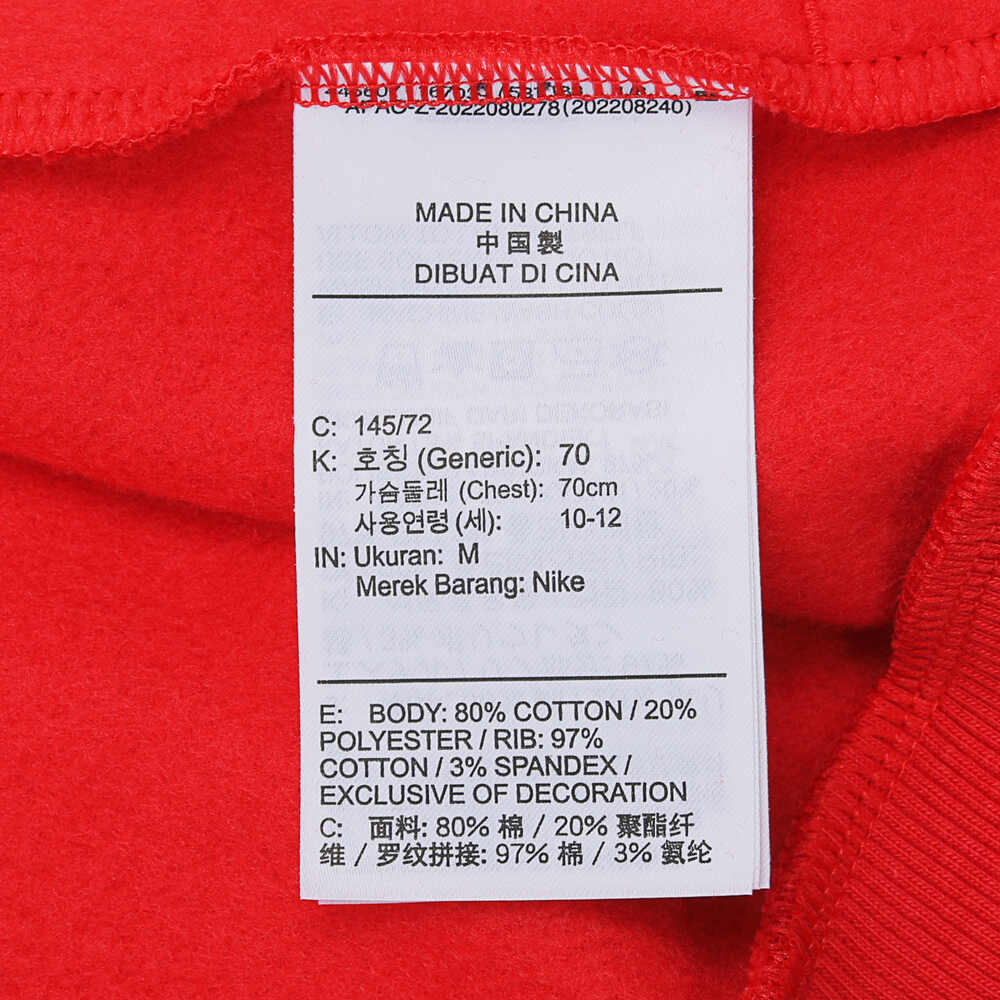 APAC-Z-2022080278(202208240)
MADE IN CHINA
中国製
DIBUAT DI CINA
C: 145/72
K: 호칭 (Generic): 70
가슴둘레 (Chest): 70cm
사용연령 (세): 10-12
IN: Ukuran: M
Merek Barang: Nike
E: BODY: 80% COTTON / 20%
POLYESTER / RIB: 97%
COTTON / 3% SPANDEX /
EXCLUSIVE OF DECORATION
C: 面料: 80% 棉 / 20% 聚酯纤
维 / 罗纹拼接: 97% 棉 / 3% 氨纶